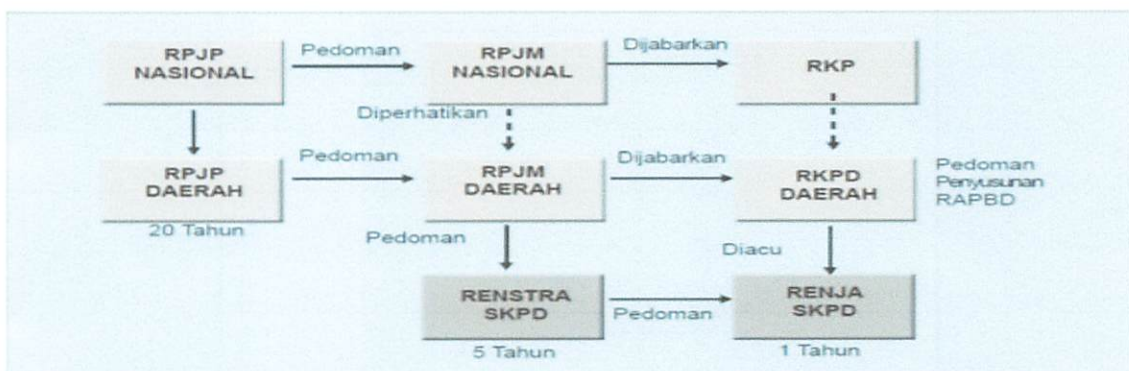 RPJP
NASIONAL
Pedoman
RPJM
NASIONAL
Dijabarkan
RKP
Diperhatikan
RPJP
DAERAH
Pedoman
RPJM
DAERAH
Dijabarkan
RKPD
DAERAH
Pedoman
Penyusunan
RAPBD
20 Tahun
Pedoman
Diacu
RENSTRA
SKPD
Pedoman
RENJA
SKPD
5 Tahun
1 Tahun